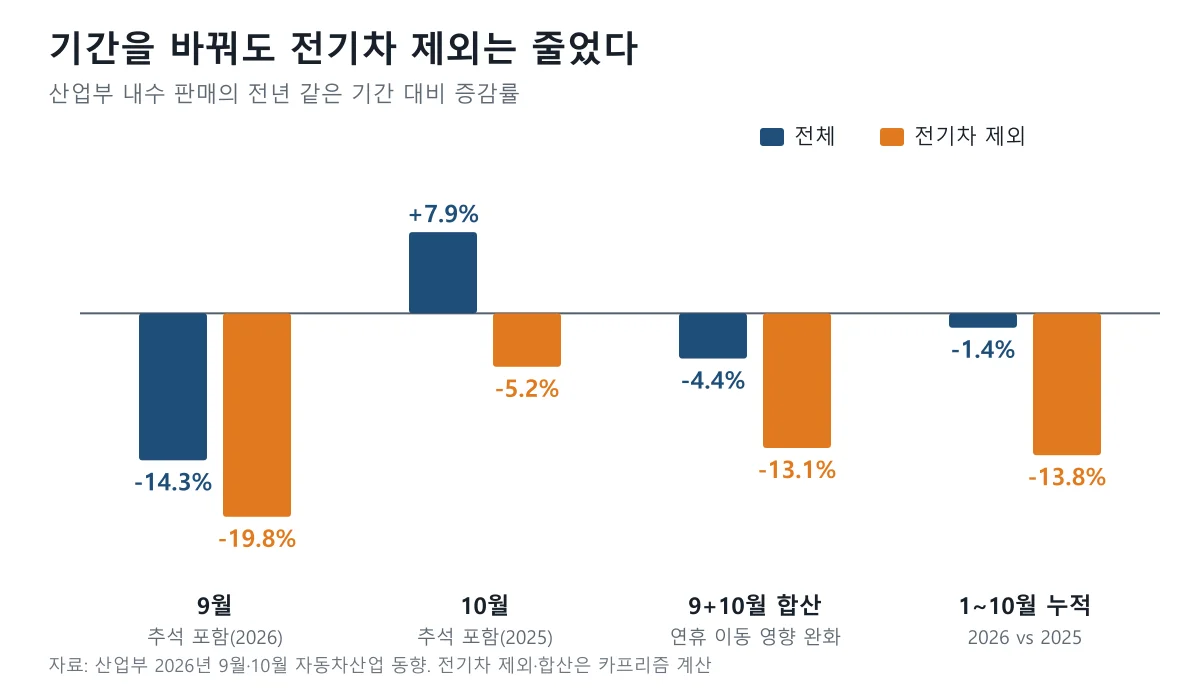 기간을 바꿔도 전기차 제외는 줄었다
산업부 내수 판매의 전년 같은 기간 대비 증감률
전체 전기차 제외
+7.9%
-14.3%
-19.8%
-5.2%
-4.4%
-13.1%
-1.4%
-13.8%
9월 10월 9+10월 합산 1~10월 누적
추석 포함(2026) 추석 포함(2025) 연휴 이동 영향 완화 2026 vs 2025
자료: 산업부 2026년 9월·10월 자동차산업 동향. 전기차 제외·합산은 카프리즘 계산